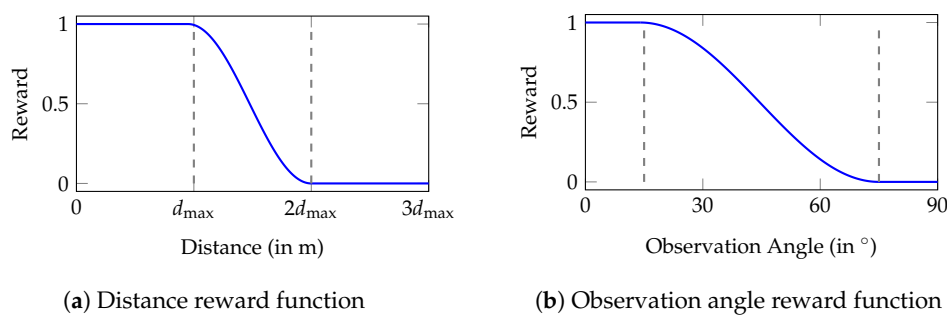 1
0.5
0
Reward
0 d_max 2d_max 3d_max
Distance (in m)
(a) Distance reward function
1
0.5
0
Reward
0 30 60 90
Observation Angle (in °)
(b) Observation angle reward function